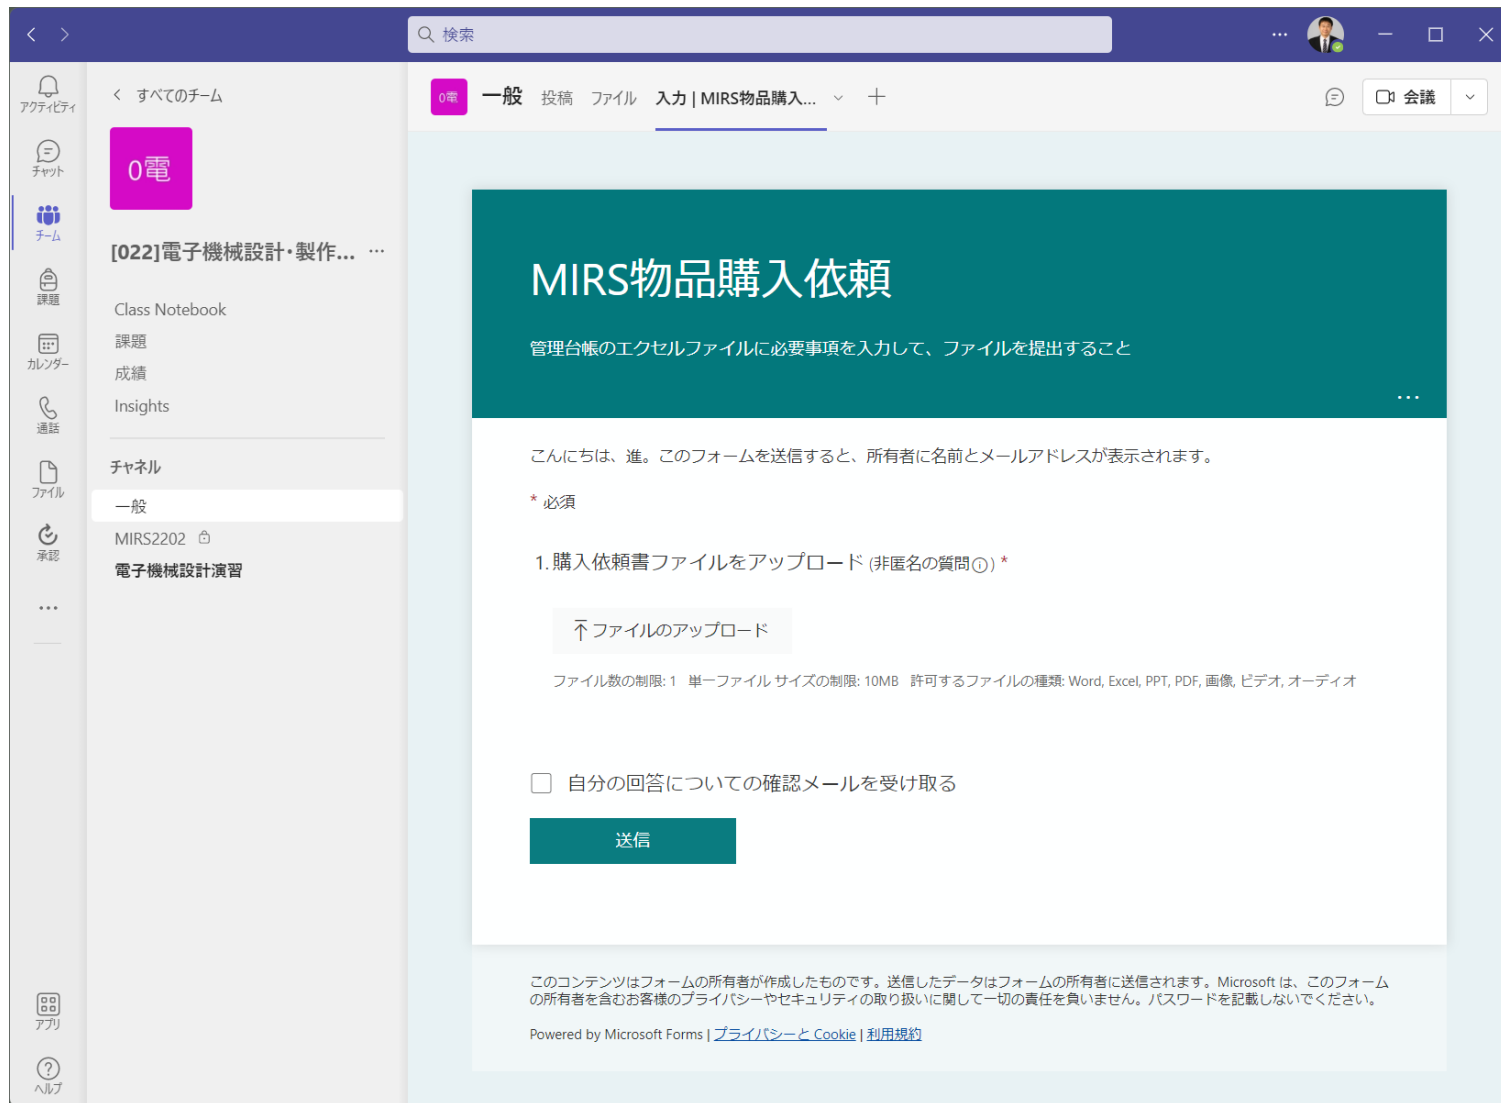 検索
アクティビティ
チャット
チーム
課題
カレンダー
通話
ファイル
承認
アプリ
ヘルプ
すべてのチーム
0電
[022]電子機械設計・製作...
Class Notebook
課題
成績
Insights
チャネル
一般
MIRS2202
電子機械設計演習
0電 一般 投稿 ファイル 入力 | MIRS物品購入... 会議
MIRS物品購入依頼
管理台帳のエクセルファイルに必要事項を入力して、ファイルを提出すること
こんにちは、進。このフォームを送信すると、所有者に名前とメールアドレスが表示されます。
* 必須
1. 購入依頼書ファイルをアップロード (非匿名の質問ⓘ) *
ファイルのアップロード
ファイル数の制限: 1 単一ファイル サイズの制限: 10MB 許可するファイルの種類: Word, Excel, PPT, PDF, 画像, ビデオ, オーディオ
自分の回答についての確認メールを受け取る
送信
このコンテンツはフォームの所有者が作成したものです。送信したデータはフォームの所有者に送信されます。Microsoft は、このフォーム
の所有者を含むお客様のプライバシーやセキュリティの取り扱いに関して一切の責任を負いません。パスワードを記載しないでください。
Powered by Microsoft Forms | プライバシーと Cookie | 利用規約